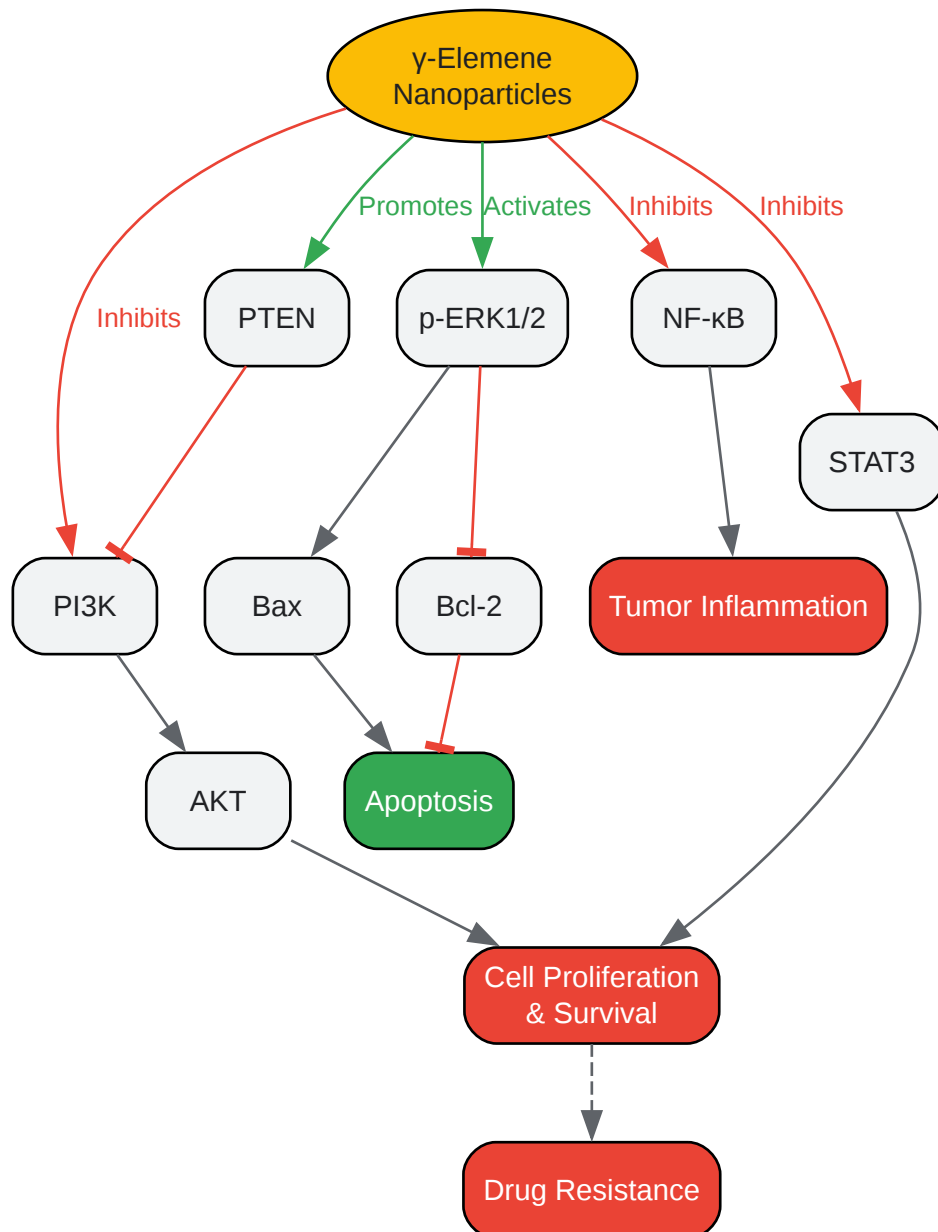 γ-Elemene
Nanoparticles
Promotes
Activates
Inhibits
Inhibits
Inhibits
PTEN
p-ERK1/2
NF-κB
STAT3
PI3K
Bax
Bcl-2
Tumor Inflammation
AKT
Apoptosis
Cell Proliferation
& Survival
Drug Resistance